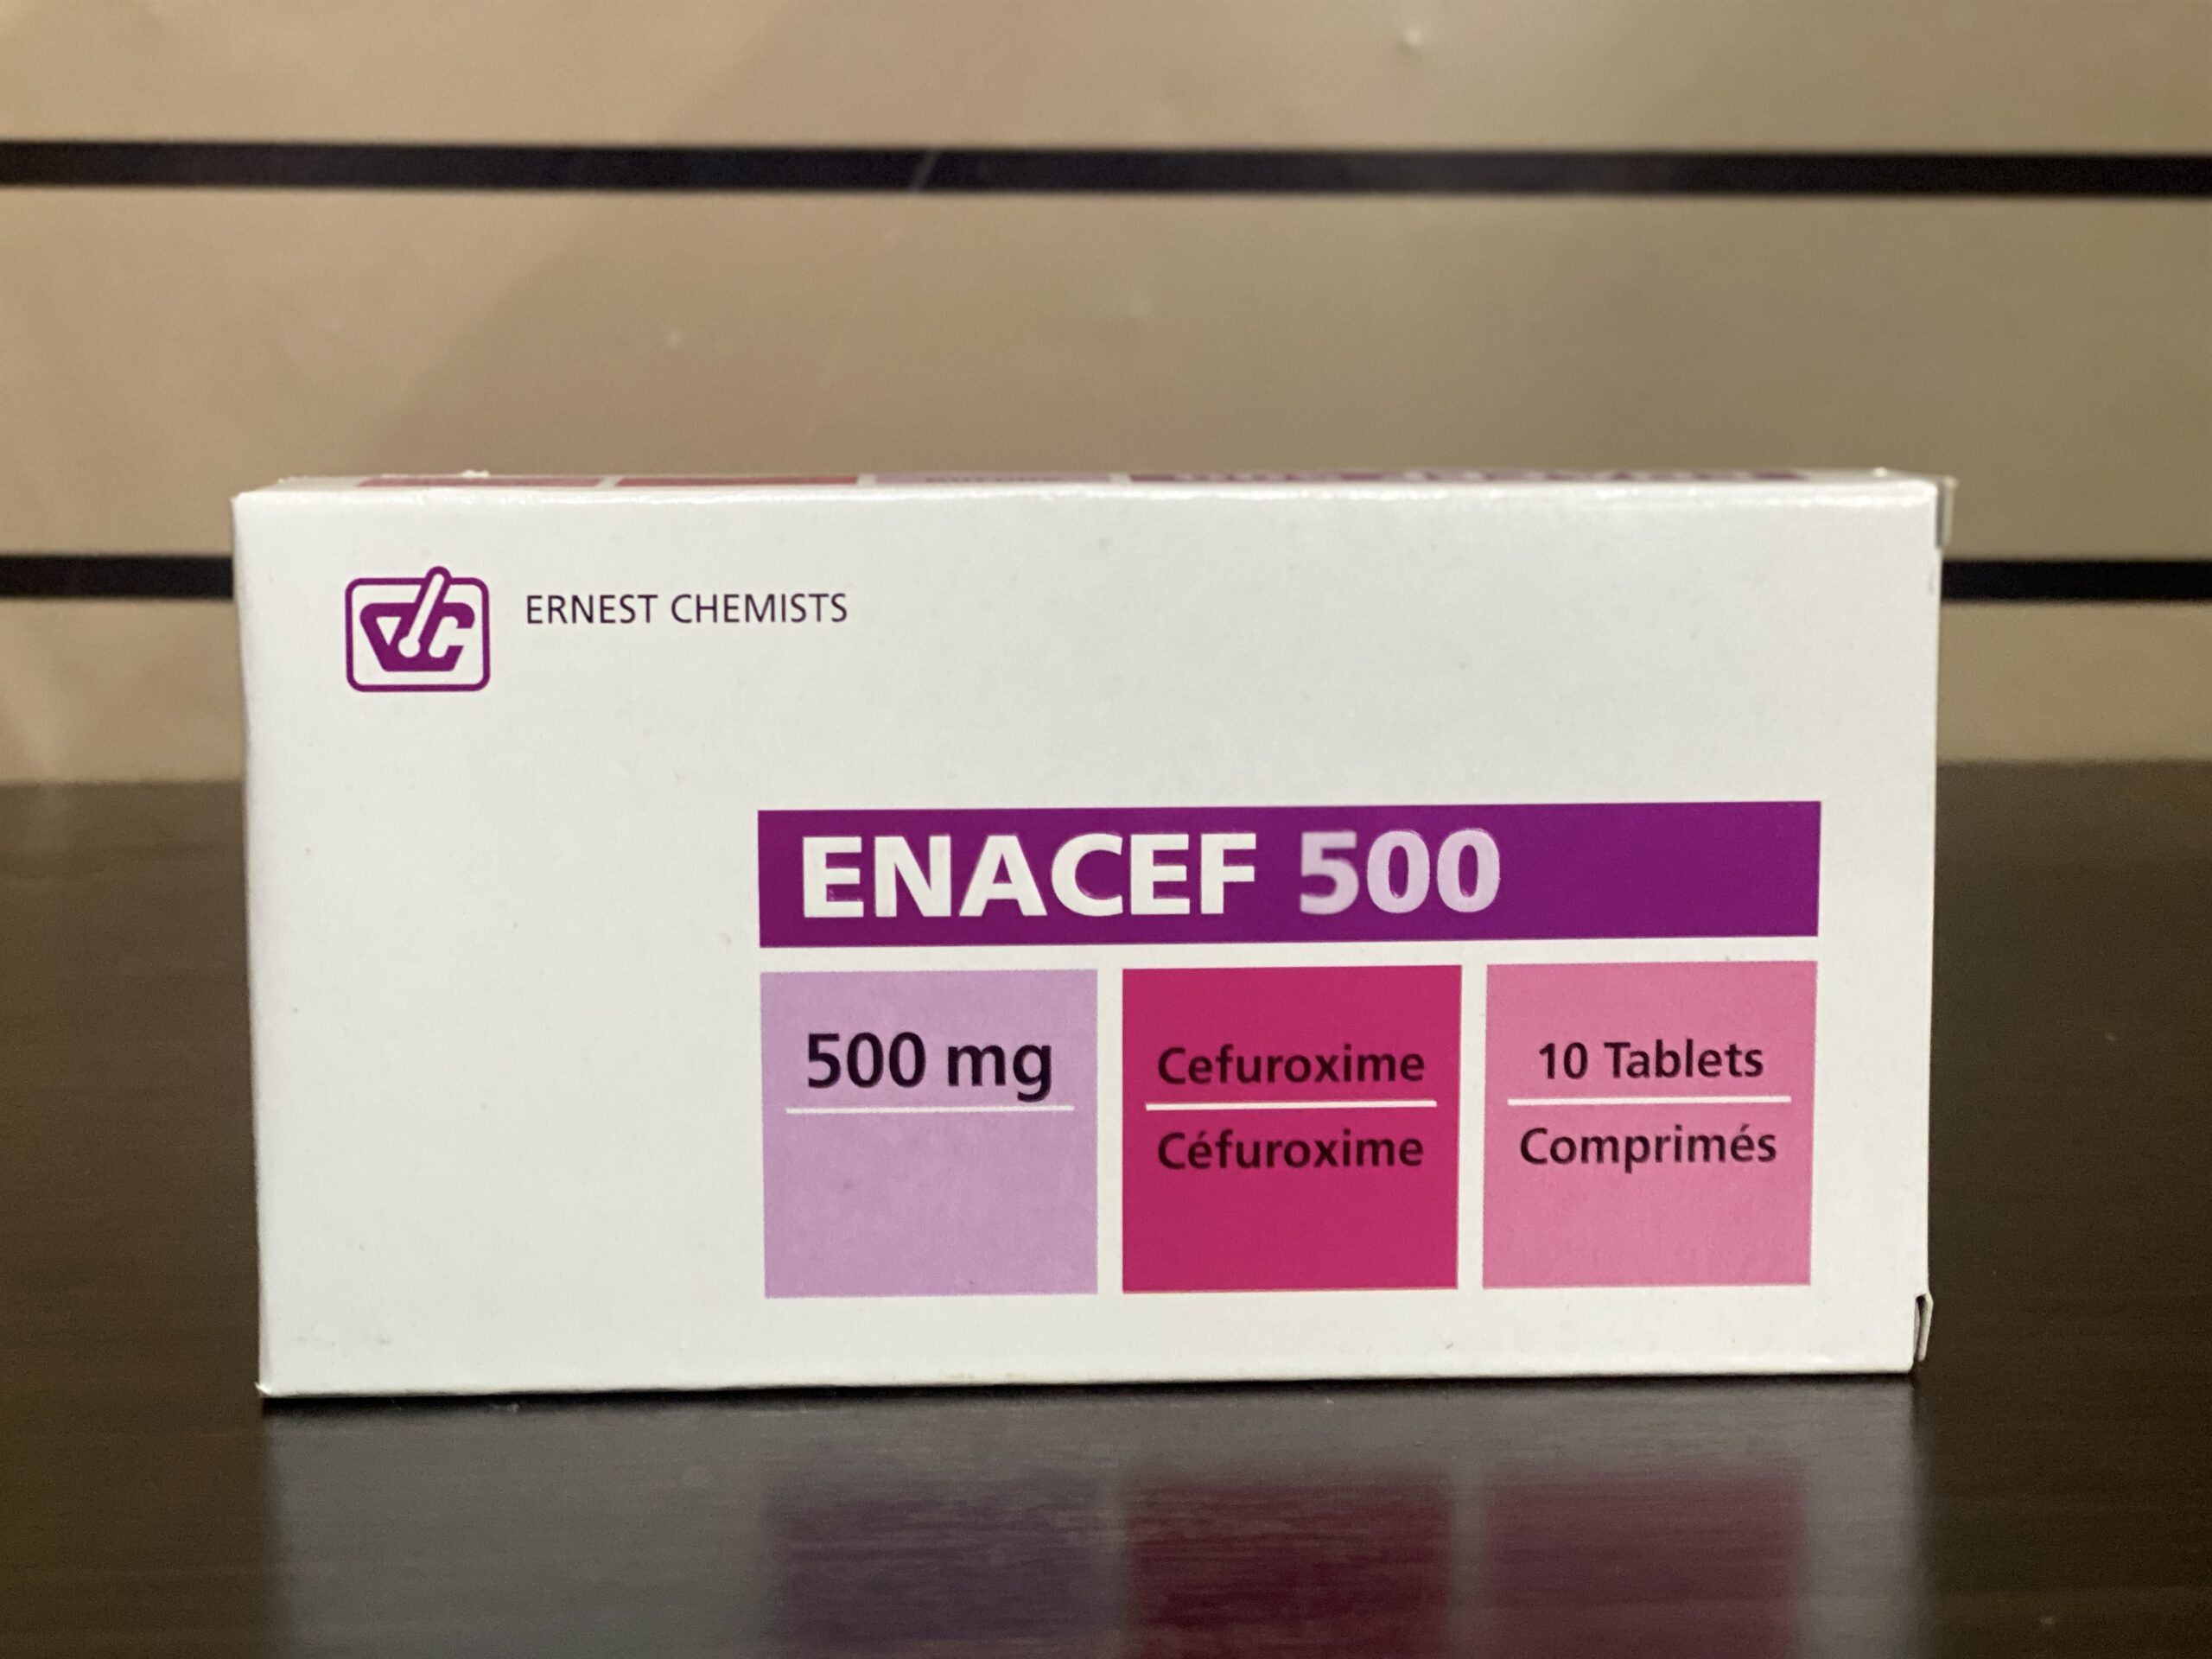 ERNEST CHEMISTS
ENACEF 500
500 mg
Cefuroxime
Céfuroxime
10 Tablets
Comprimés